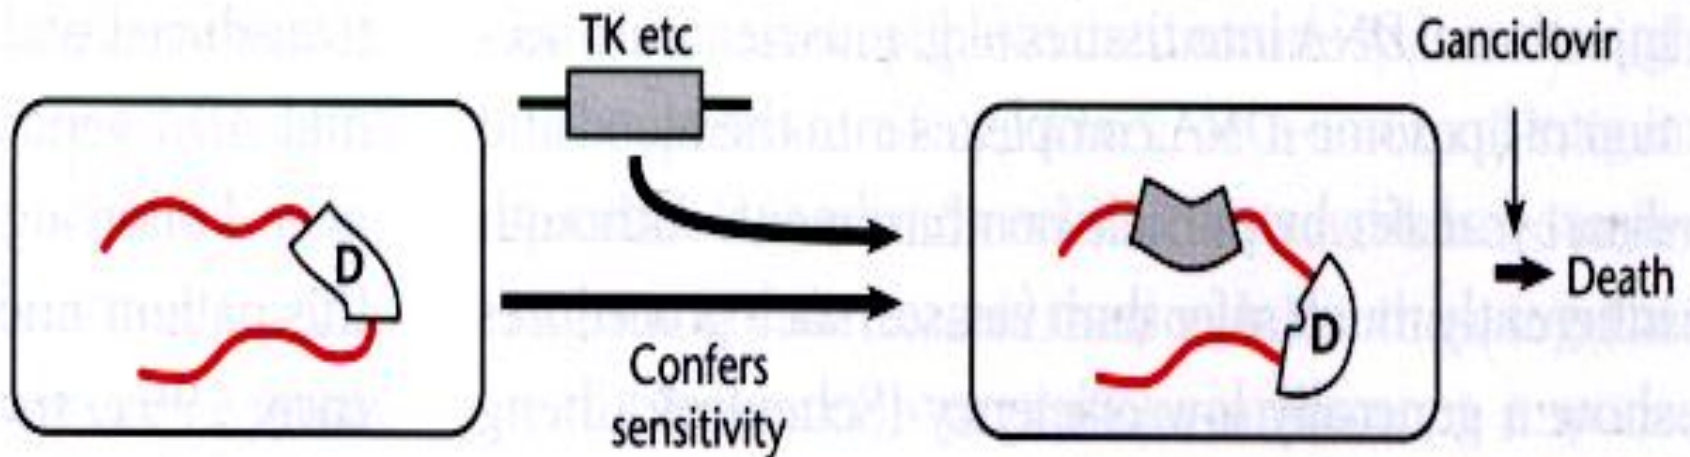 TK etc
Ganciclovir
D
Confers
sensitivity
D
Death